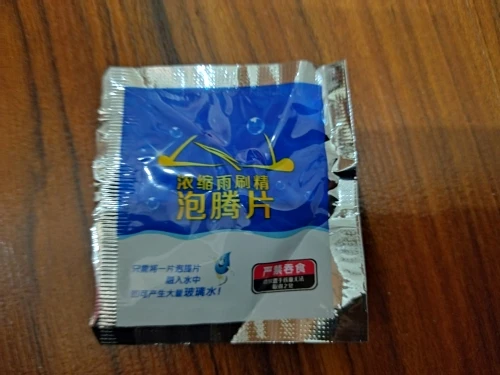 浓缩雨刷精
泡腾片
只需将一片泡腾片
融入水中
即可产生大量玻璃水!
严禁吞食